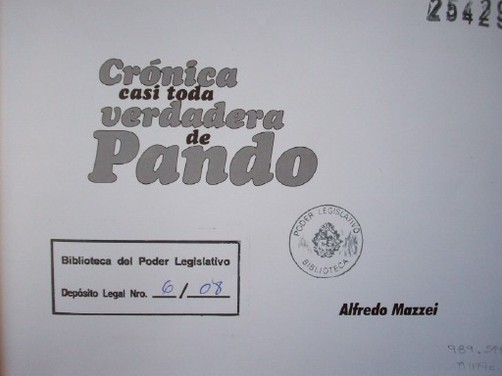 Crónica
casi toda
verdadera
de
Pando
PODER LEGISLATIVO
BIBLIOTECA
Biblioteca del Poder Legislativo
Depósito Legal Nro. 6/08
Alfredo Mazzei